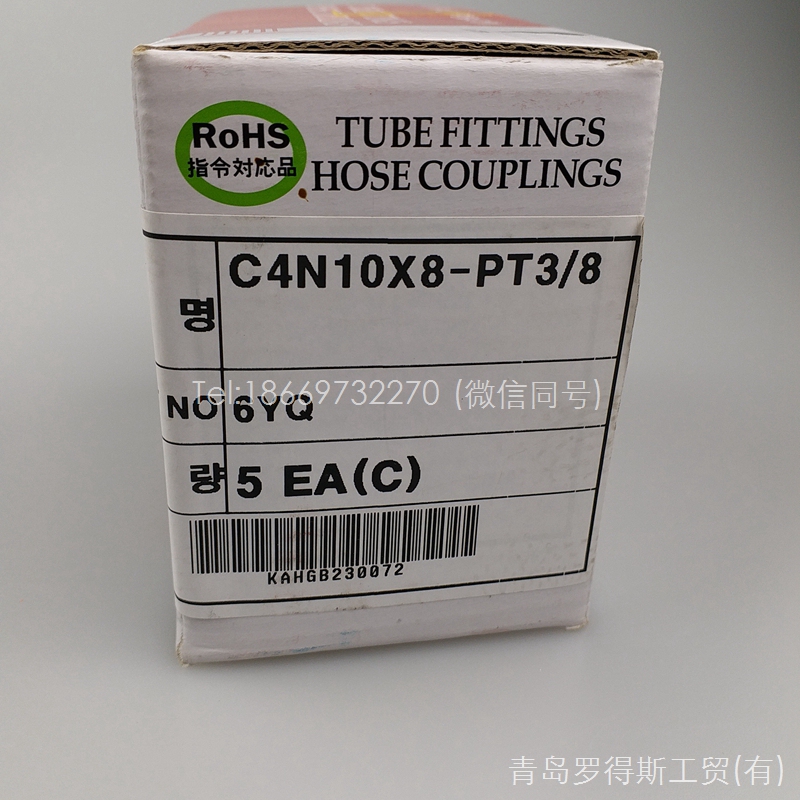 RoHS
指令対応品
TUBE FITTINGS
HOSE COUPLINGS
명 C4N10X8-PT3/8
Tel:18669732270 (微信同号)
NO 6YQ
량 5 EA(C)
KAHGB230072
青岛罗得斯工贸(有)